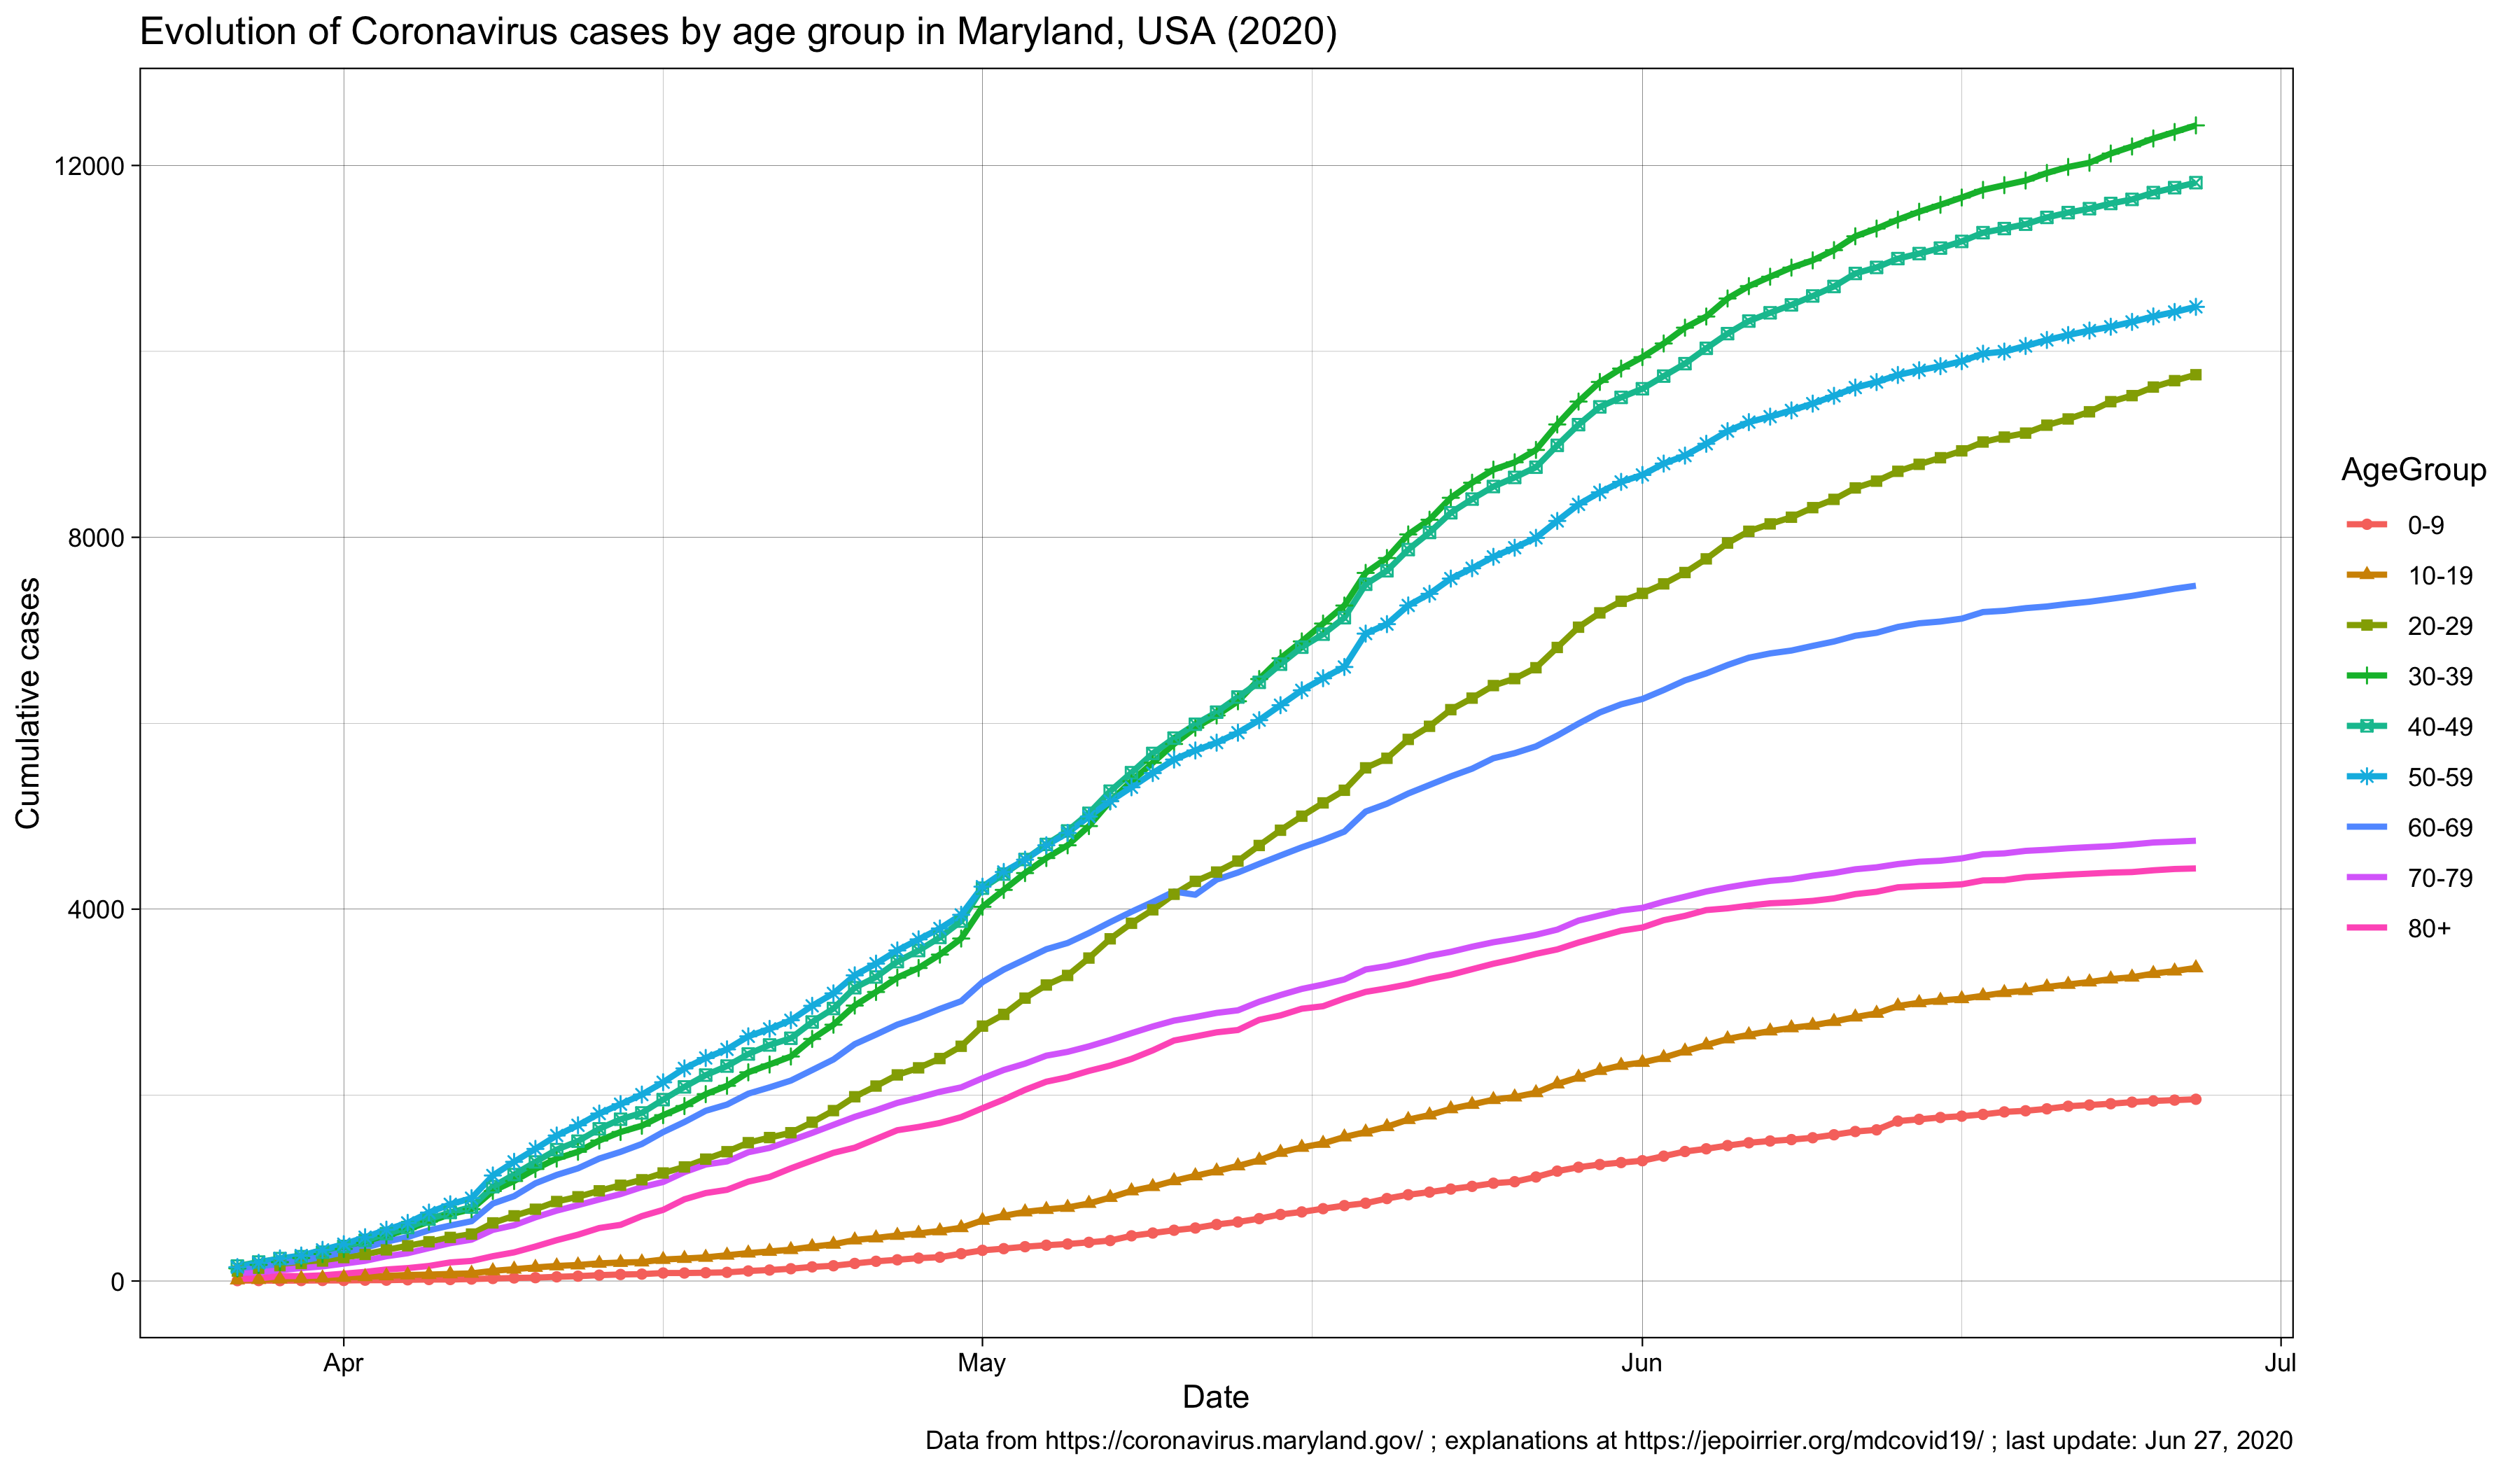 Evolution of Coronavirus cases by age group in Maryland, USA (2020)
12000
8000
4000
0
Cumulative cases
Apr
May
Jun
Jul
Date
AgeGroup
0-9
10-19
20-29
30-39
40-49
50-59
60-69
70-79
80+
Data from https://coronavirus.maryland.gov/ ; explanations at https://jepoirrier.org/mdcovid19/ ; last update: Jun 27, 2020